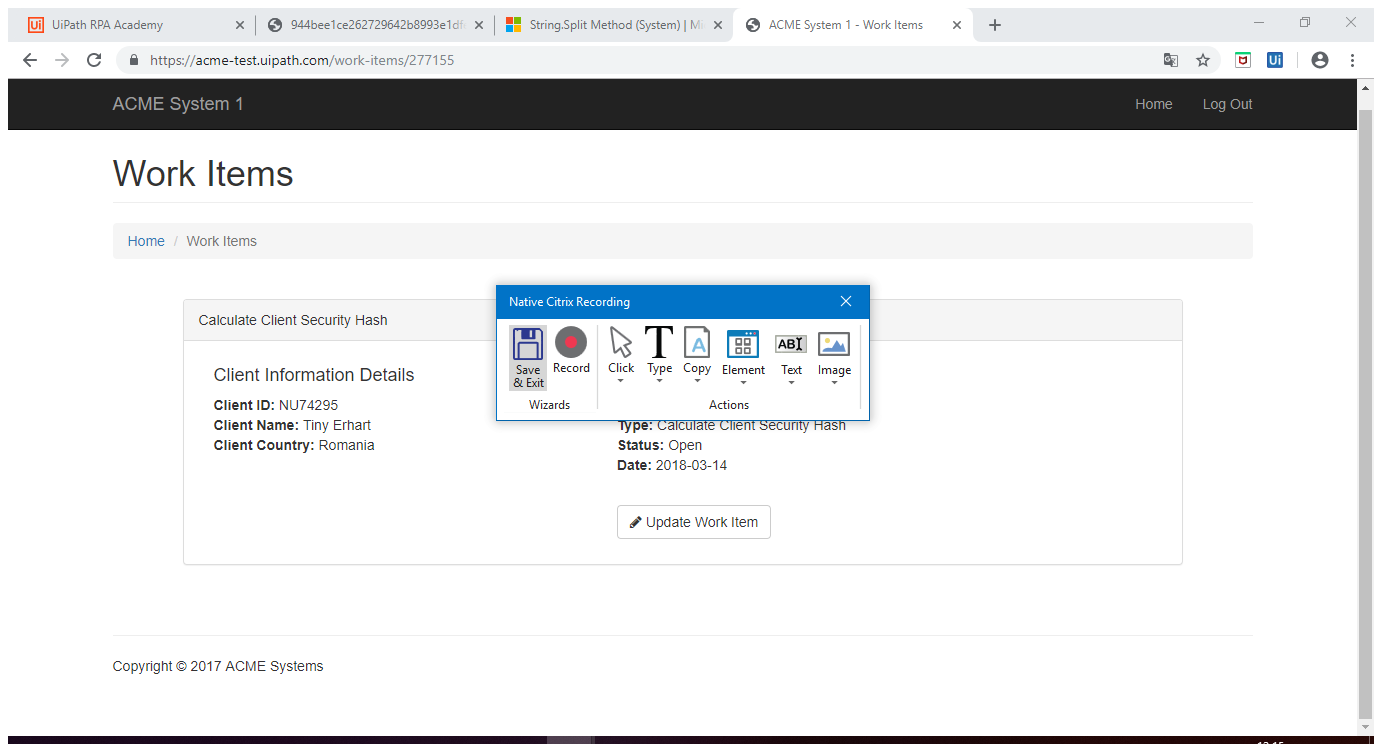 UiPath RPA Academy
944bee1ce262729642b8993e1df
String.Split Method (System) | Mi
ACME System 1 - Work Items
https://acme-test.uipath.com/work-items/277155
ACME System 1
Home
Log Out
Work Items
Home / Work Items
Native Citrix Recording
Calculate Client Security Hash
Save & Exit
Record
Click
Type
Copy
Element
Text
Image
Wizards
Actions
Client Information Details
Client ID: NU74295
Client Name: Tiny Erhart
Client Country: Romania
Type: Calculate Client Security Hash
Status: Open
Date: 2018-03-14
Update Work Item
Copyright © 2017 ACME Systems